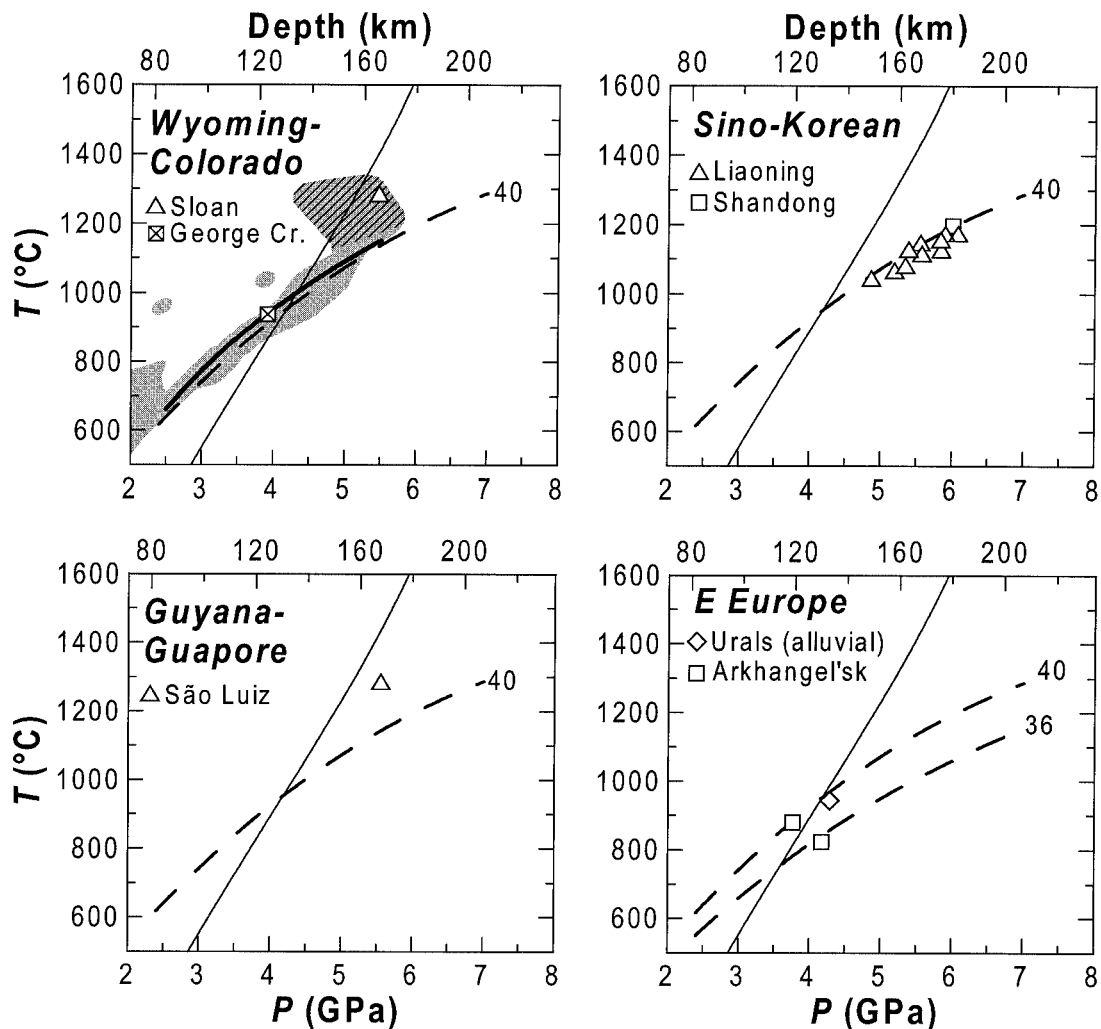 Depth (km)
80 120 160 200
1600
1400
1200
1000
800
600
T (°C)
Wyoming-
Colorado
Sloan
George Cr.
40
2 3 4 5 6 7 8
Depth (km)
80 120 160 200
1600
1400
1200
1000
800
600
Sino-Korean
Liaoning
Shandong
40
2 3 4 5 6 7 8
80 120 160 200
1600
1400
1200
1000
800
600
T (°C)
Guyana-
Guapore
São Luiz
40
2 3 4 5 6 7 8
P (GPa)
80 120 160 200
1600
1400
1200
1000
800
600
E Europe
Urals (alluvial)
Arkhangel'sk
40
36
2 3 4 5 6 7 8
P (GPa)